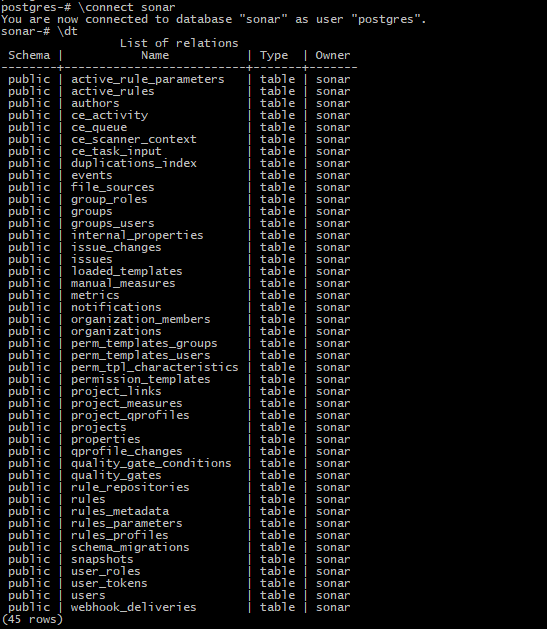 postgres-# \connect sonar
You are now connected to database "sonar" as user "postgres".
sonar-# \dt
List of relations
Schema | Name | Type | Owner
--------+---------------------------+-------+-------
public | active_rule_parameters | table | sonar
public | active_rules | table | sonar
public | authors | table | sonar
public | ce_activity | table | sonar
public | ce_queue | table | sonar
public | ce_scanner_context | table | sonar
public | ce_task_input | table | sonar
public | duplications_index | table | sonar
public | events | table | sonar
public | file_sources | table | sonar
public | group_roles | table | sonar
public | groups | table | sonar
public | groups_users | table | sonar
public | internal_properties | table | sonar
public | issue_changes | table | sonar
public | issues | table | sonar
public | loaded_templates | table | sonar
public | manual_measures | table | sonar
public | metrics | table | sonar
public | notifications | table | sonar
public | organization_members | table | sonar
public | organizations | table | sonar
public | perm_templates_groups | table | sonar
public | perm_templates_users | table | sonar
public | perm_tpl_characteristics | table | sonar
public | permission_templates | table | sonar
public | project_links | table | sonar
public | project_measures | table | sonar
public | project_qprofiles | table | sonar
public | projects | table | sonar
public | properties | table | sonar
public | qprofile_changes | table | sonar
public | quality_gate_conditions | table | sonar
public | quality_gates | table | sonar
public | rule_repositories | table | sonar
public | rules | table | sonar
public | rules_metadata | table | sonar
public | rules_parameters | table | sonar
public | rules_profiles | table | sonar
public | schema_migrations | table | sonar
public | snapshots | table | sonar
public | user_roles | table | sonar
public | user_tokens | table | sonar
public | users | table | sonar
public | webhook_deliveries | table | sonar
(45 rows)